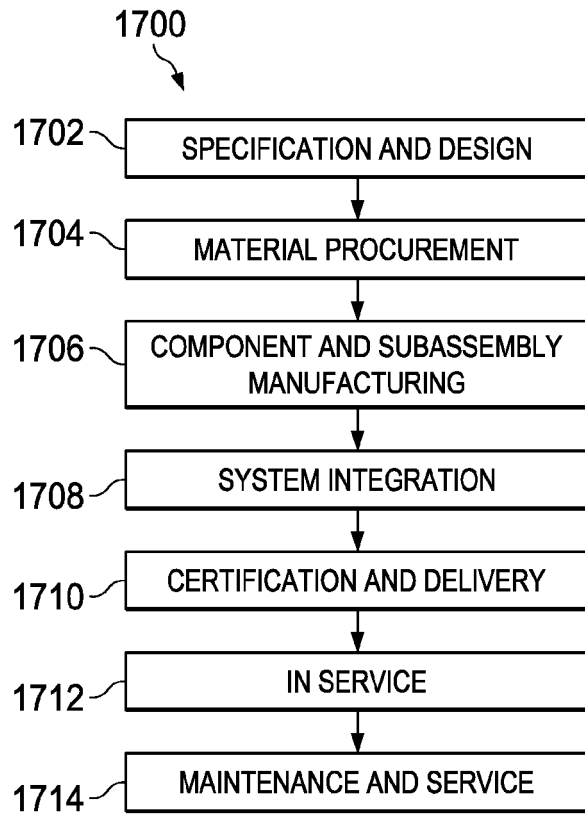 1700
1702
SPECIFICATION AND DESIGN
1704
MATERIAL PROCUREMENT
1706
COMPONENT AND SUBASSEMBLY
MANUFACTURING
1708
SYSTEM INTEGRATION
1710
CERTIFICATION AND DELIVERY
1712
IN SERVICE
1714
MAINTENANCE AND SERVICE